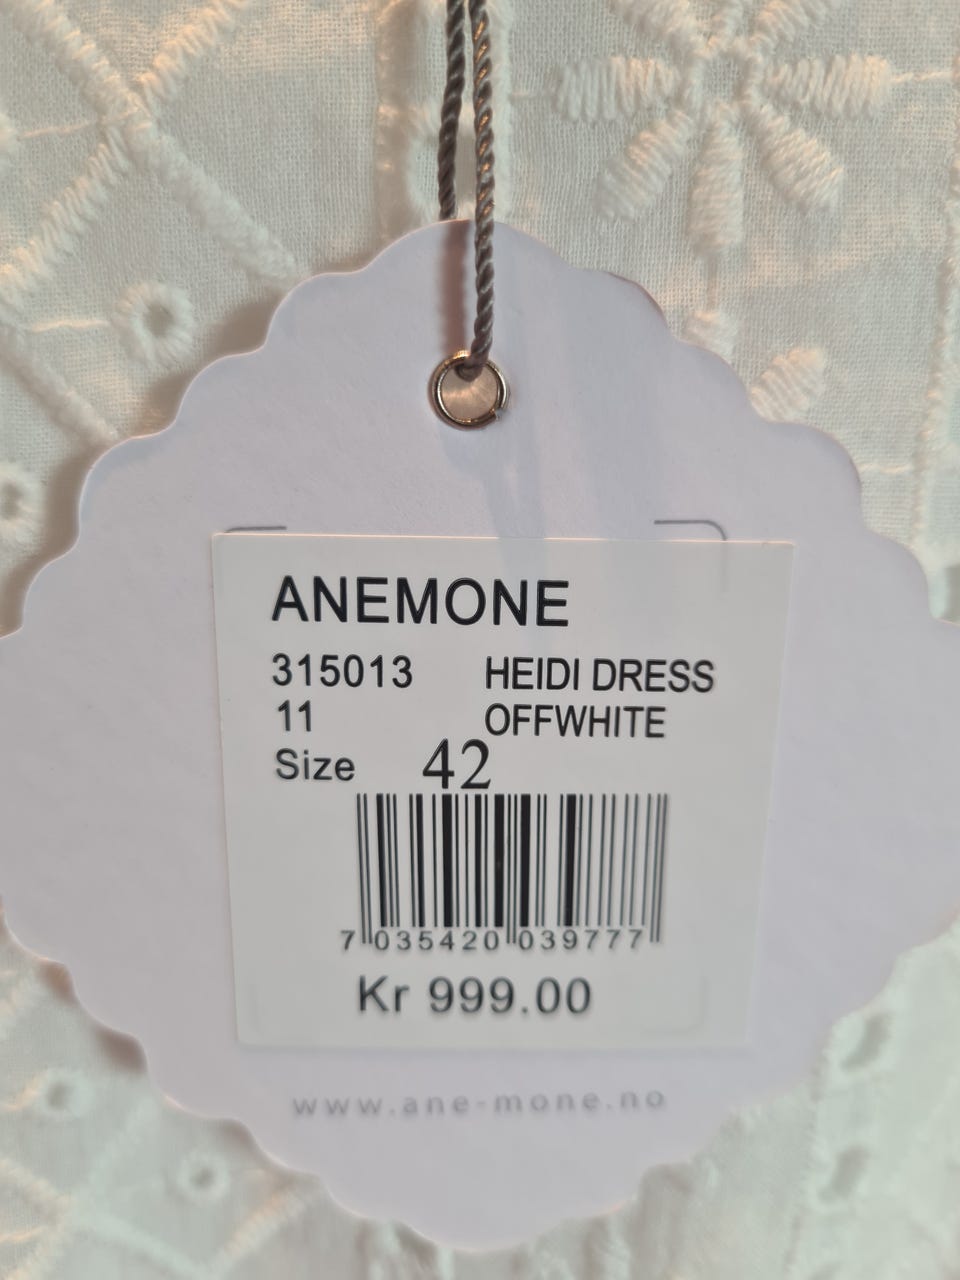 ANEMONE
315013 HEIDI DRESS
11 OFFWHITE
Size 42
7 035420 039777
Kr 999.00
www.ane-mone.no